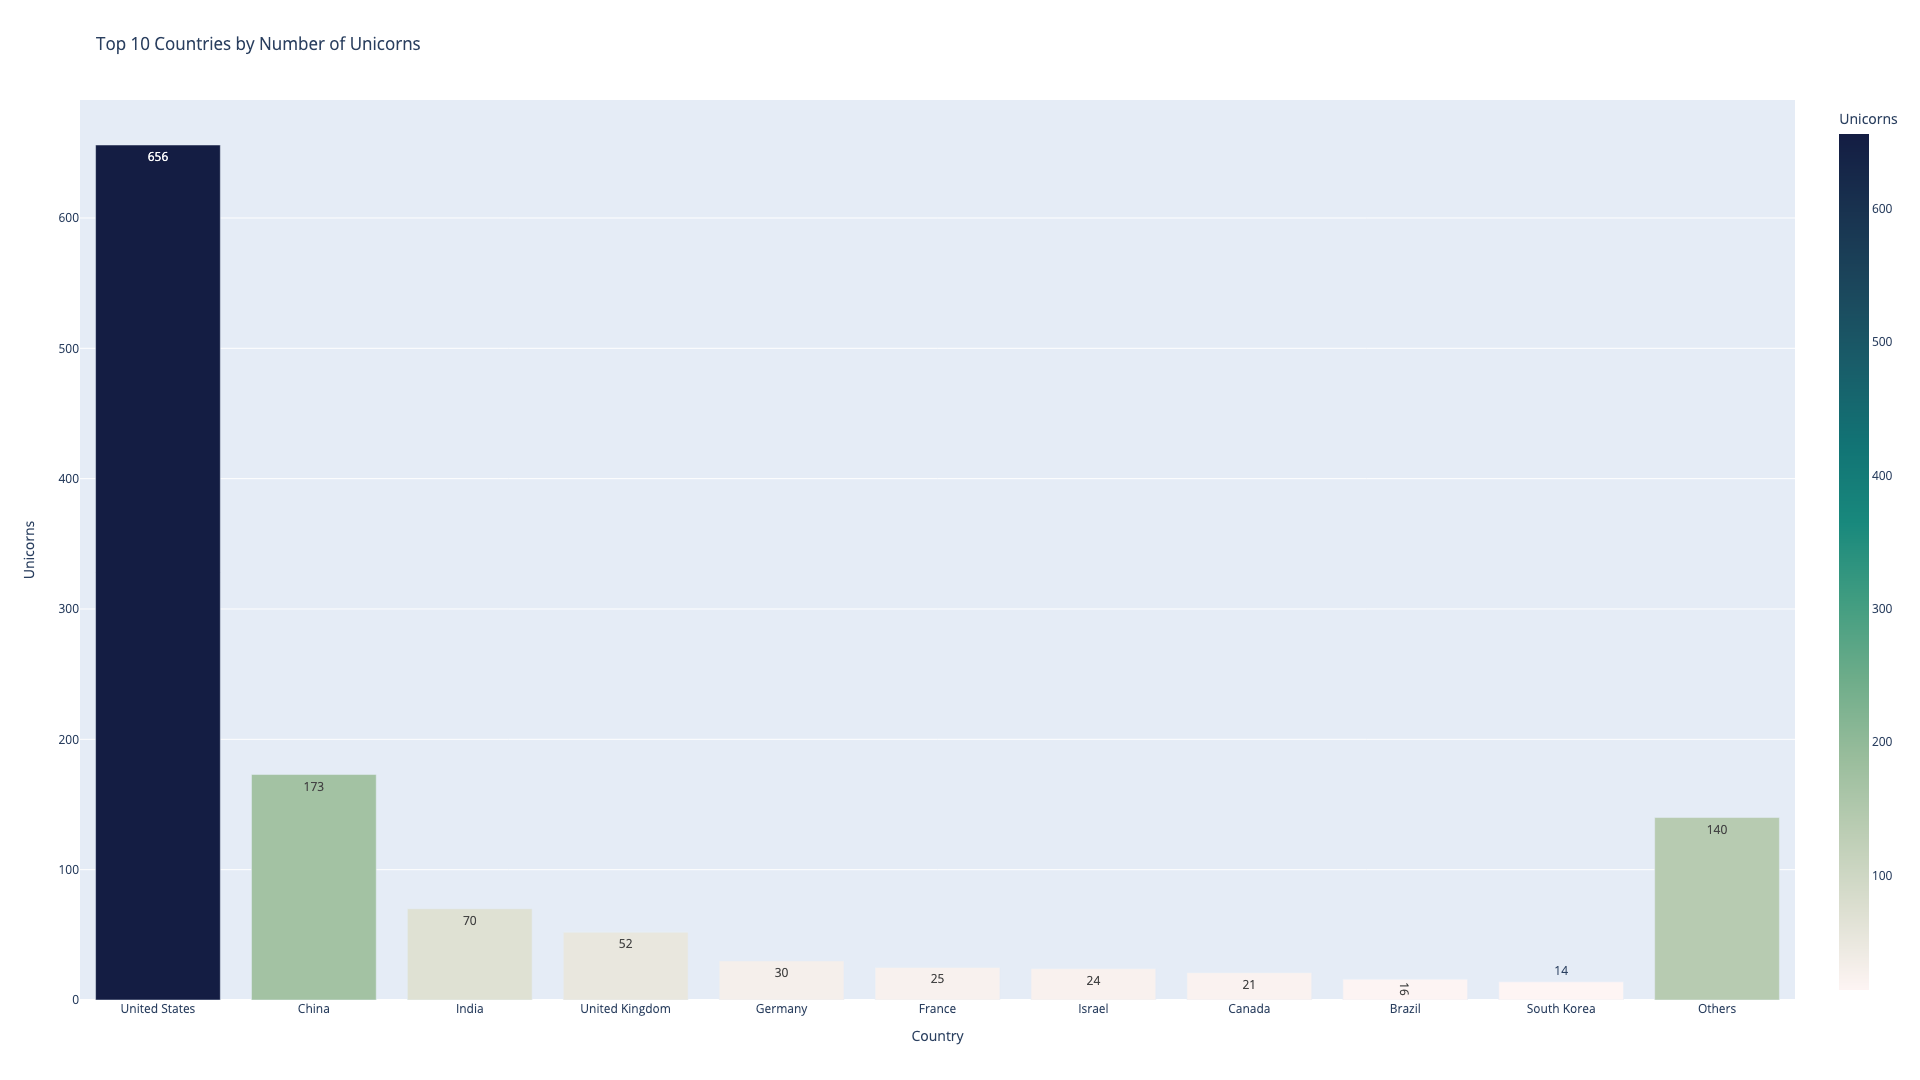 Top 10 Countries by Number of Unicorns
Unicorns
600
500
400
300
200
100
0
656
173
70
52
30
25
24
21
16
14
140
United States
China
India
United Kingdom
Germany
France
Israel
Canada
Brazil
South Korea
Others
Country
Unicorns
600
500
400
300
200
100